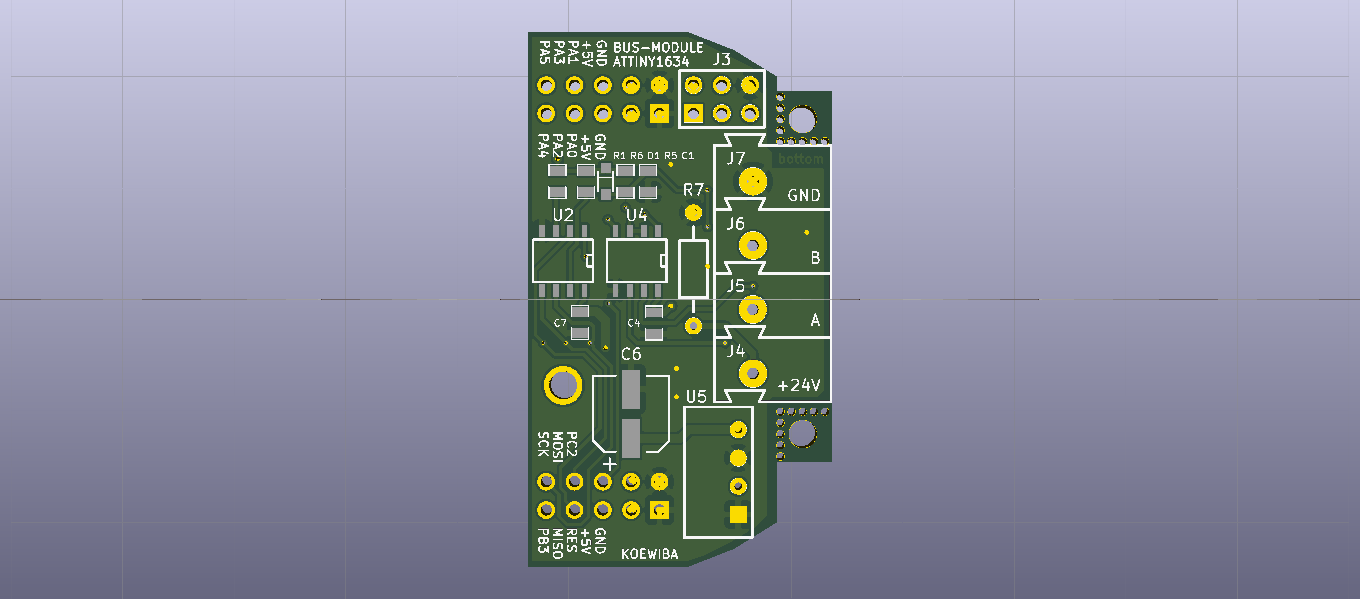 PA5
PA3
PA1
+5V
GND
BUS-MODULE
ATTINY1634
J3
PA4
PA2
PA0
+5V
GND
R1 R6 D1 R5 C1
bottom
J7
GND
R7
U2
U4
J6
B
J5
A
C7
C4
J4
+24V
C6
U5
SCK
MOSI
PC2
+
PB3
MISO
RES
+5V
GND
KOEWIBA